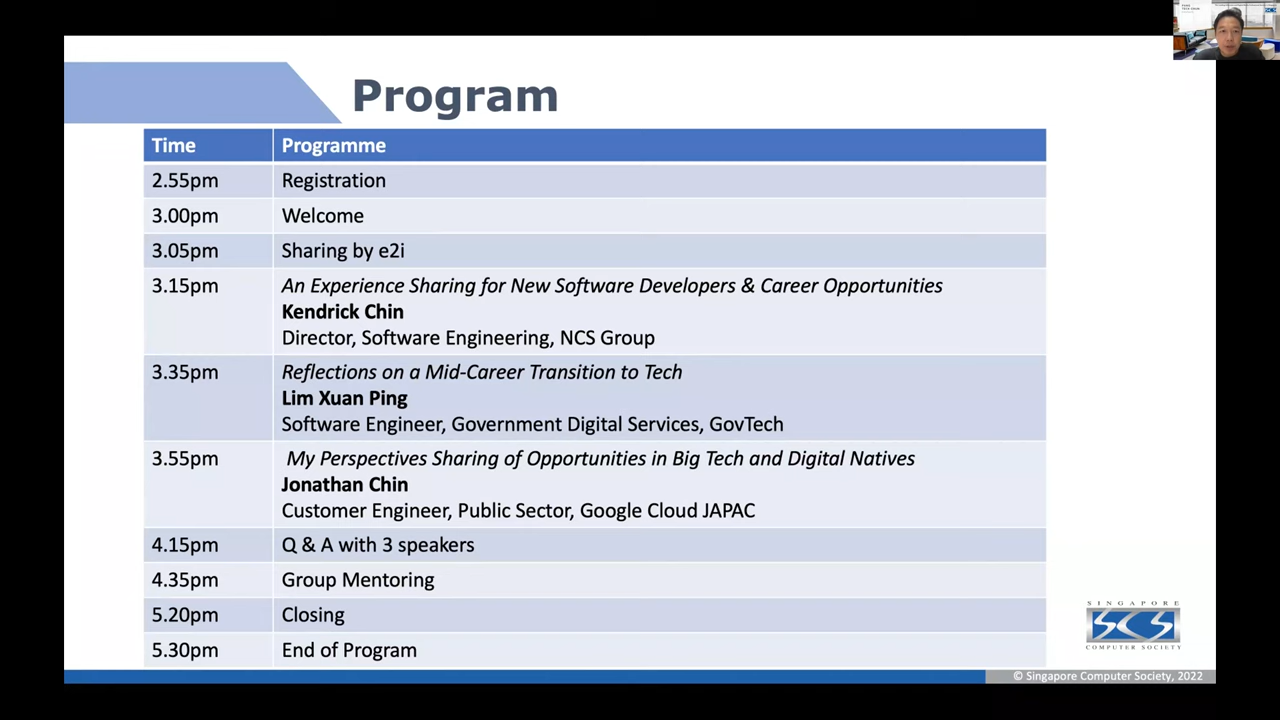 Program
Time Programme
2.55pm Registration
3.00pm Welcome
3.05pm Sharing by e2i
3.15pm An Experience Sharing for New Software Developers & Career Opportunities
Kendrick Chin
Director, Software Engineering, NCS Group
3.35pm Reflections on a Mid-Career Transition to Tech
Lim Xuan Ping
Software Engineer, Government Digital Services, GovTech
3.55pm My Perspectives Sharing of Opportunities in Big Tech and Digital Natives
Jonathan Chin
Customer Engineer, Public Sector, Google Cloud JAPAC
4.15pm Q & A with 3 speakers
4.35pm Group Mentoring
5.20pm Closing
5.30pm End of Program
SINGAPORE
SCS
COMPUTER SOCIETY
© Singapore Computer Society, 2022